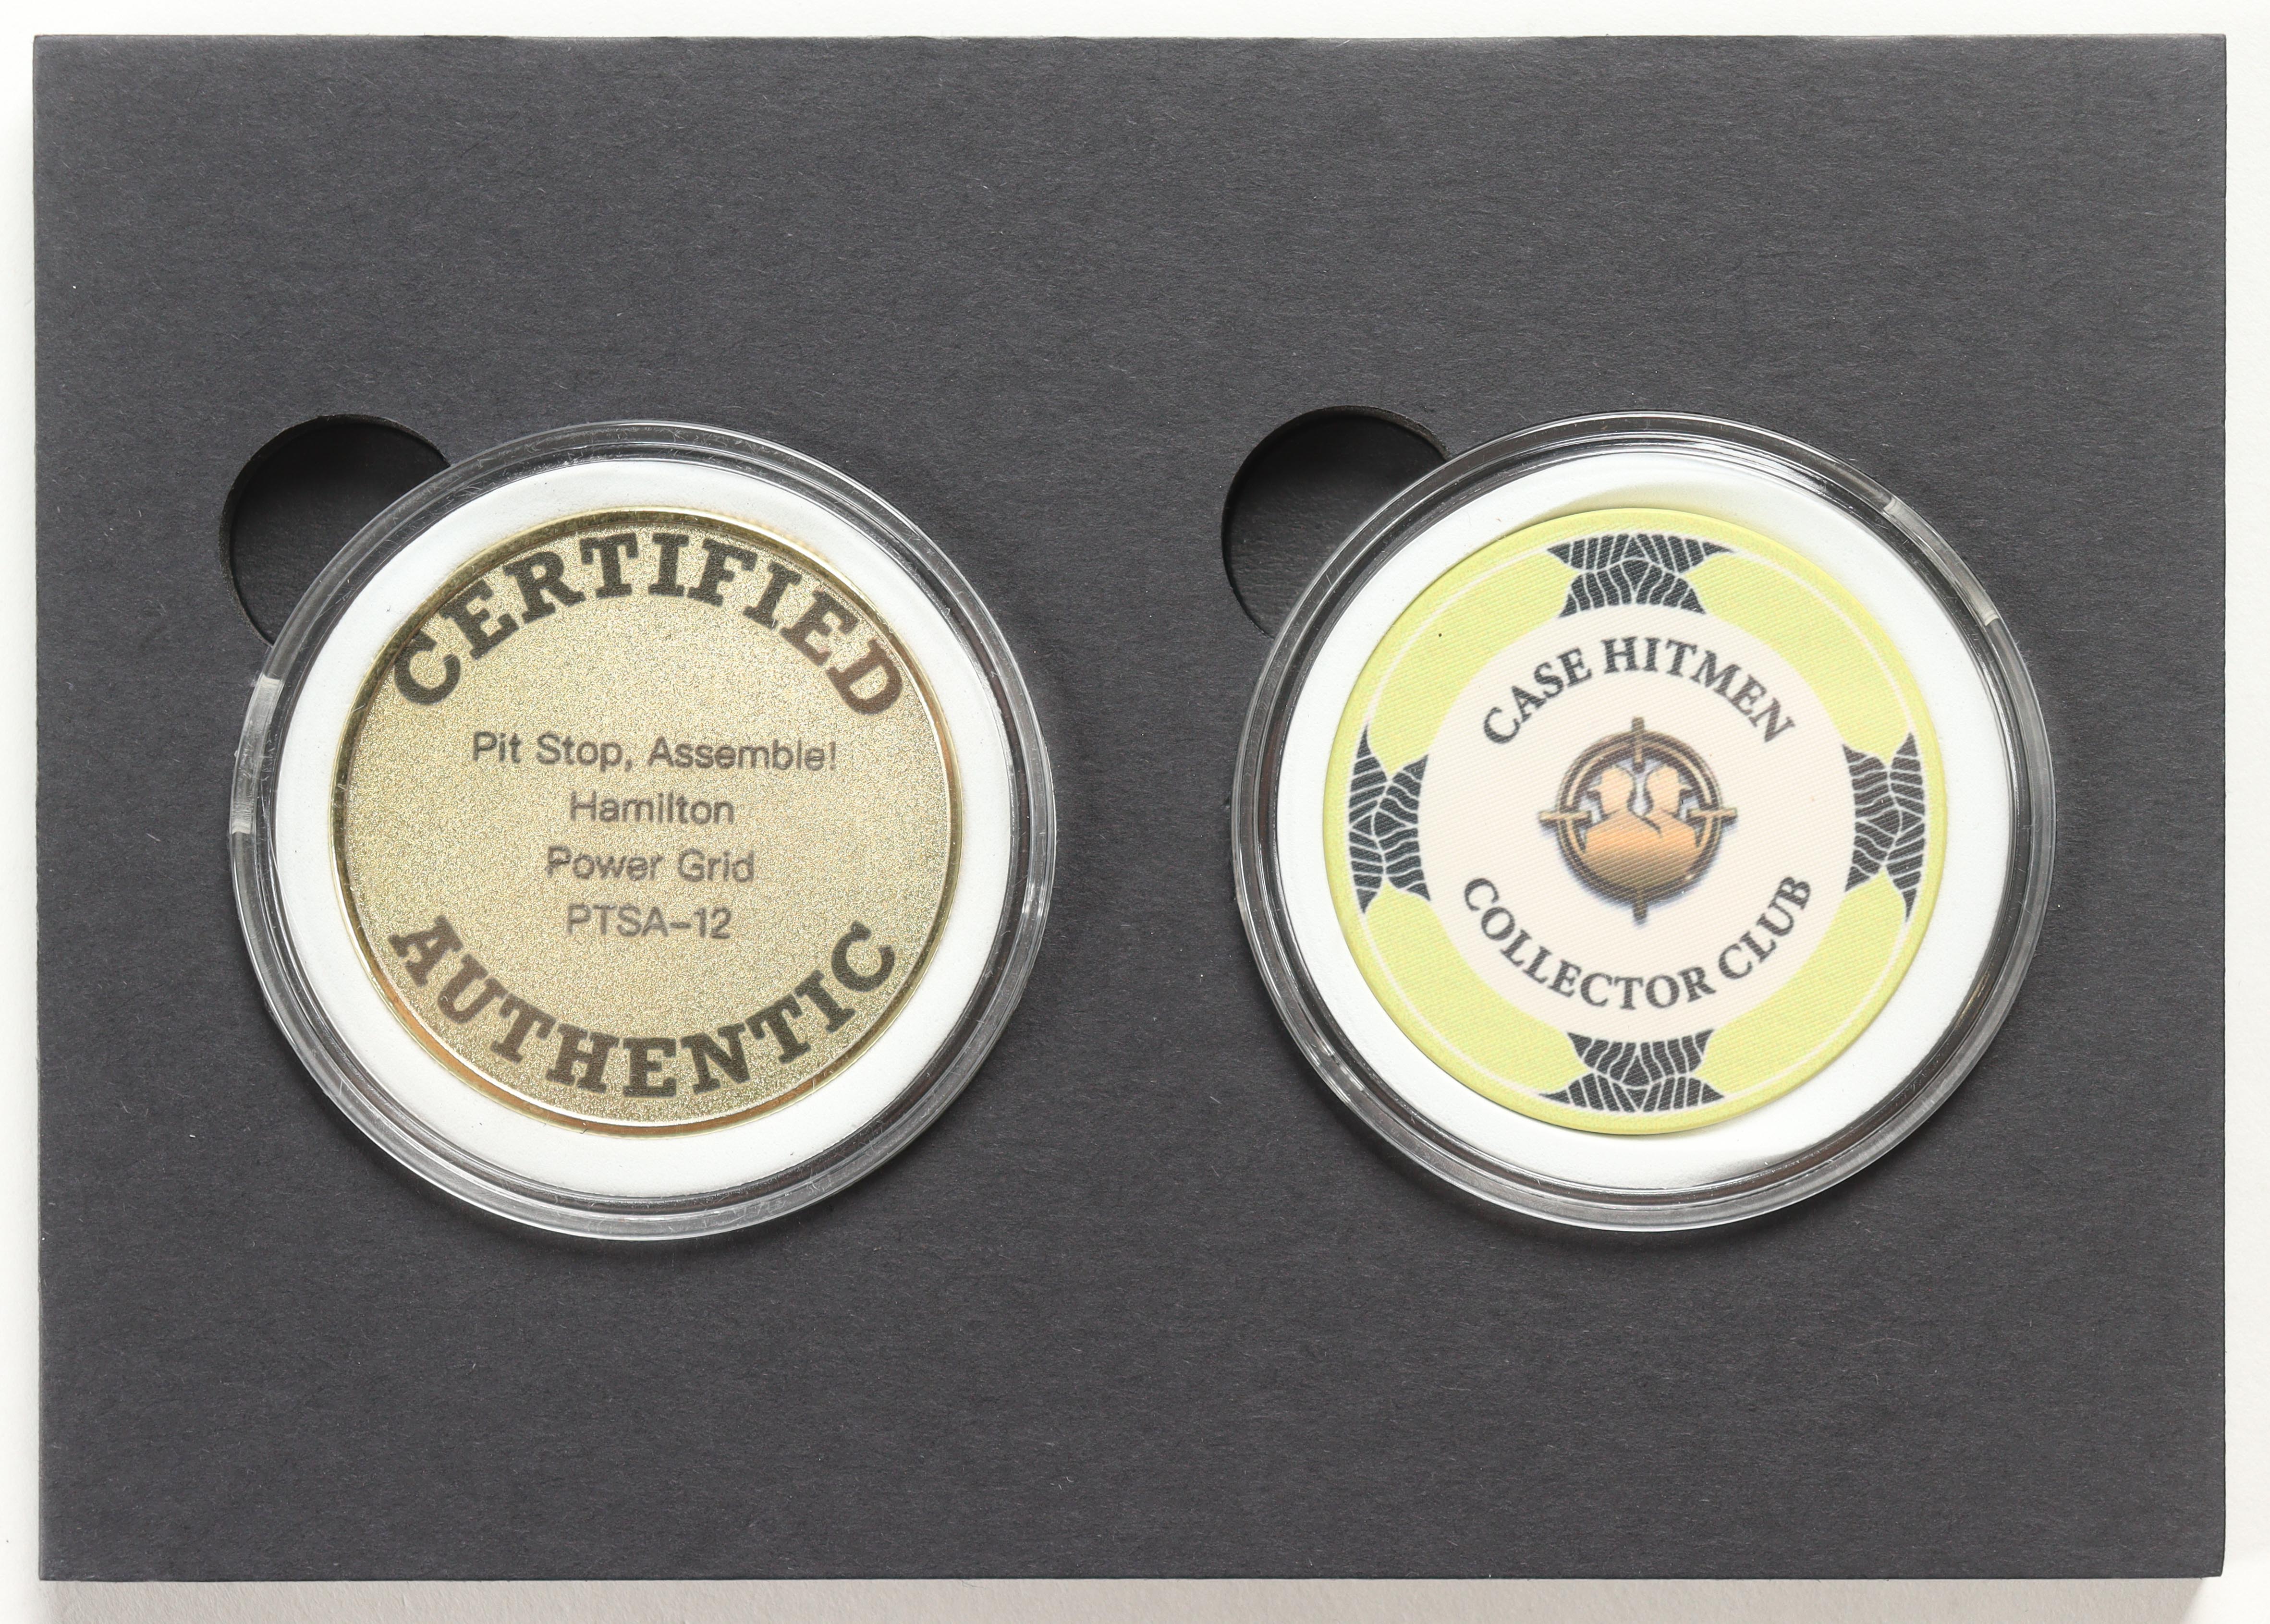 CERTIFIED
Pit Stop, Assemble!
Hamilton
Power Grid
PTSA-12
AUTHENTIC
CASE HITMEN
COLLECTOR CLUB